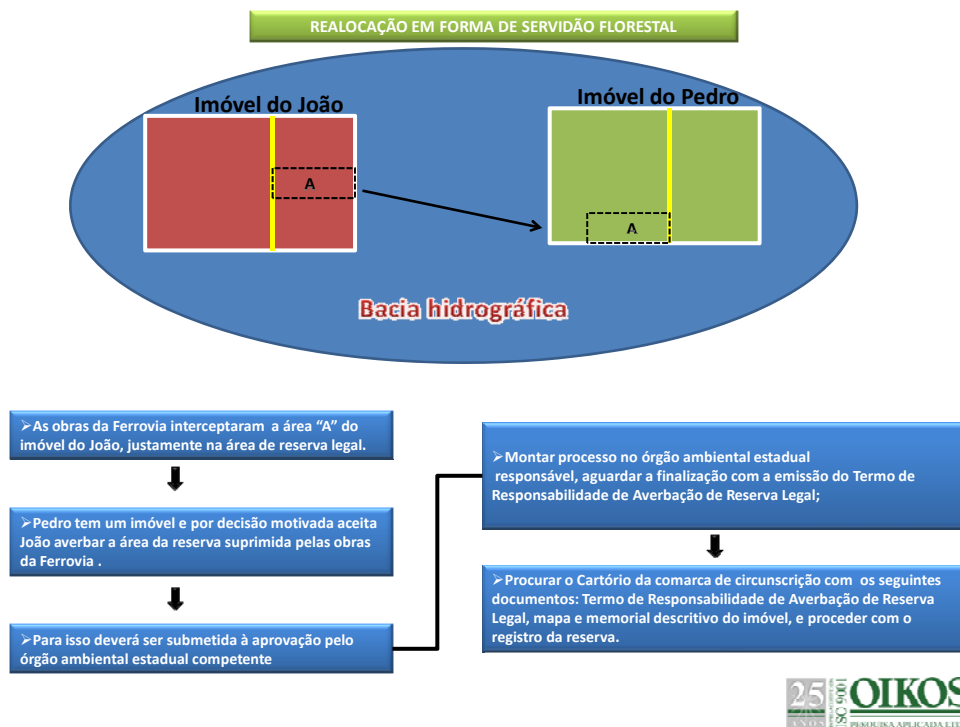 REALOCAÇÃO EM FORMA DE SERVIDÃO FLORESTAL
Imóvel do João
Imóvel do Pedro
A
A
Bacia hidrográfica
➢As obras da Ferrovia interceptaram a área “A” do
imóvel do João, justamente na área de reserva legal.
➢Pedro tem um imóvel e por decisão motivada aceita
João averbar a área da reserva suprimida pelas obras
da Ferrovia .
➢Para isso deverá ser submetida à aprovação pelo
órgão ambiental estadual competente
➢Montar processo no órgão ambiental estadual
responsável, aguardar a finalização com a emissão do Termo de
Responsabilidade de Averbação de Reserva Legal;
➢Procurar o Cartório da comarca de circunscrição com os seguintes
documentos: Termo de Responsabilidade de Averbação de Reserva
Legal, mapa e memorial descritivo do imóvel, e proceder com o
registro da reserva.
25
ANOS
ISO 9001
OIKOS
PESQUISA APLICADA